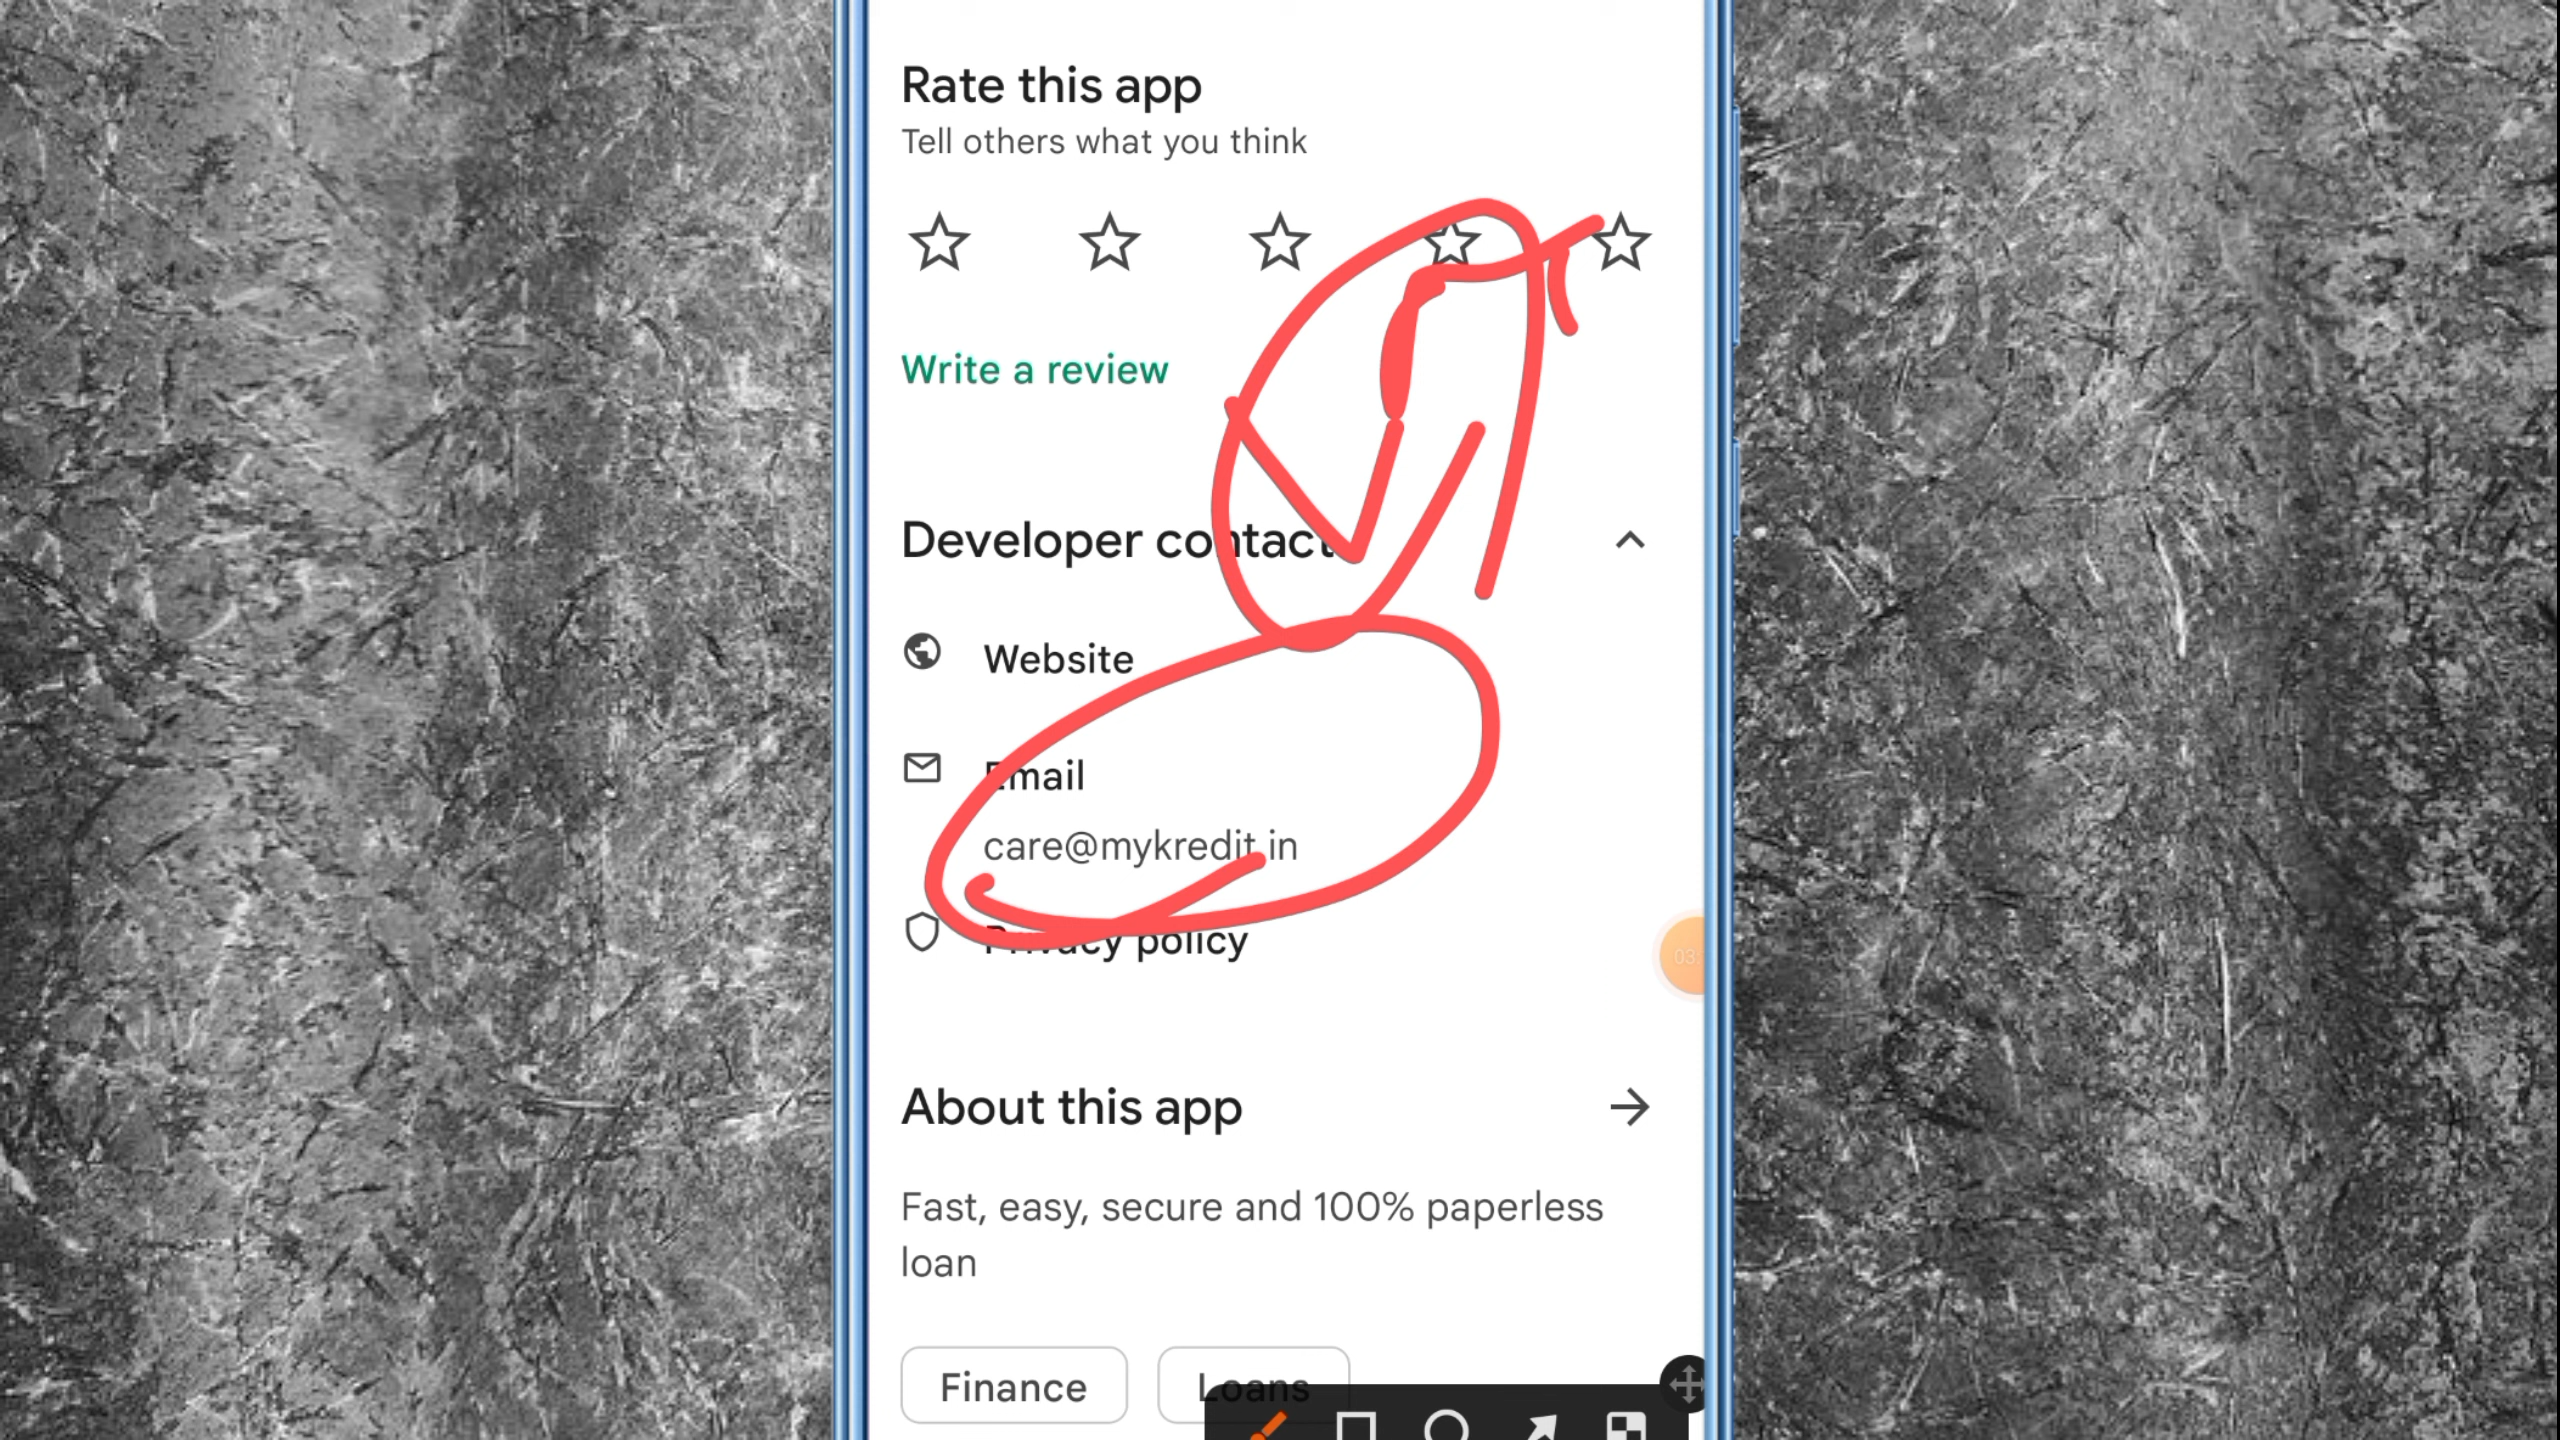 Rate this app
Tell others what you think
Write a review
Developer contact
Website
Email
care@mykredit.in
Privacy policy
About this app
Fast, easy, secure and 100% paperless
loan
Finance
Loans